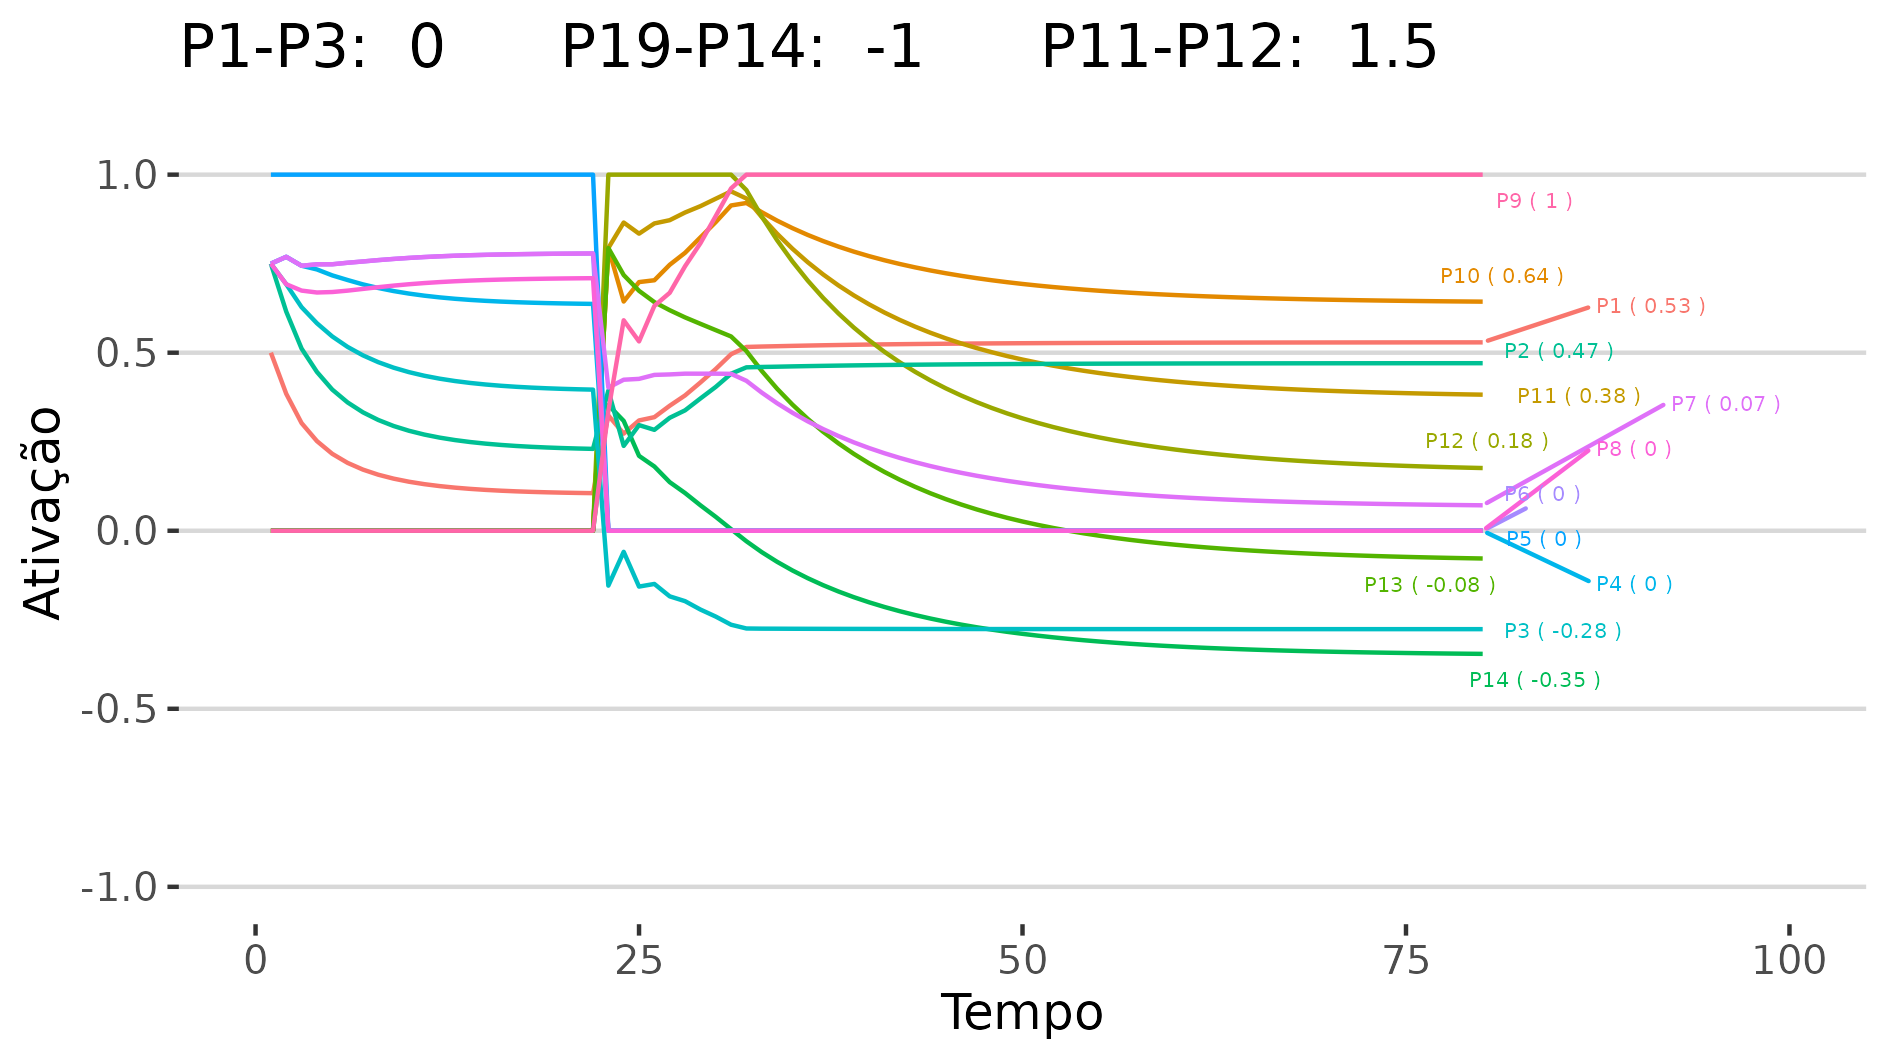 P1-P3: 0 P19-P14: -1 P11-P12: 1.5
Ativação
1.0
0.5
0.0
-0.5
-1.0
P9 ( 1 )
P10 ( 0.64 )
P1 ( 0.53 )
P2 ( 0.47 )
P11 ( 0.38 )
P7 ( 0.07 )
P12 ( 0.18 )
P8 ( 0 )
P6 ( 0 )
P5 ( 0 )
P13 ( -0.08 )
P4 ( 0 )
P3 ( -0.28 )
P14 ( -0.35 )
0 25 50 75 100
Tempo